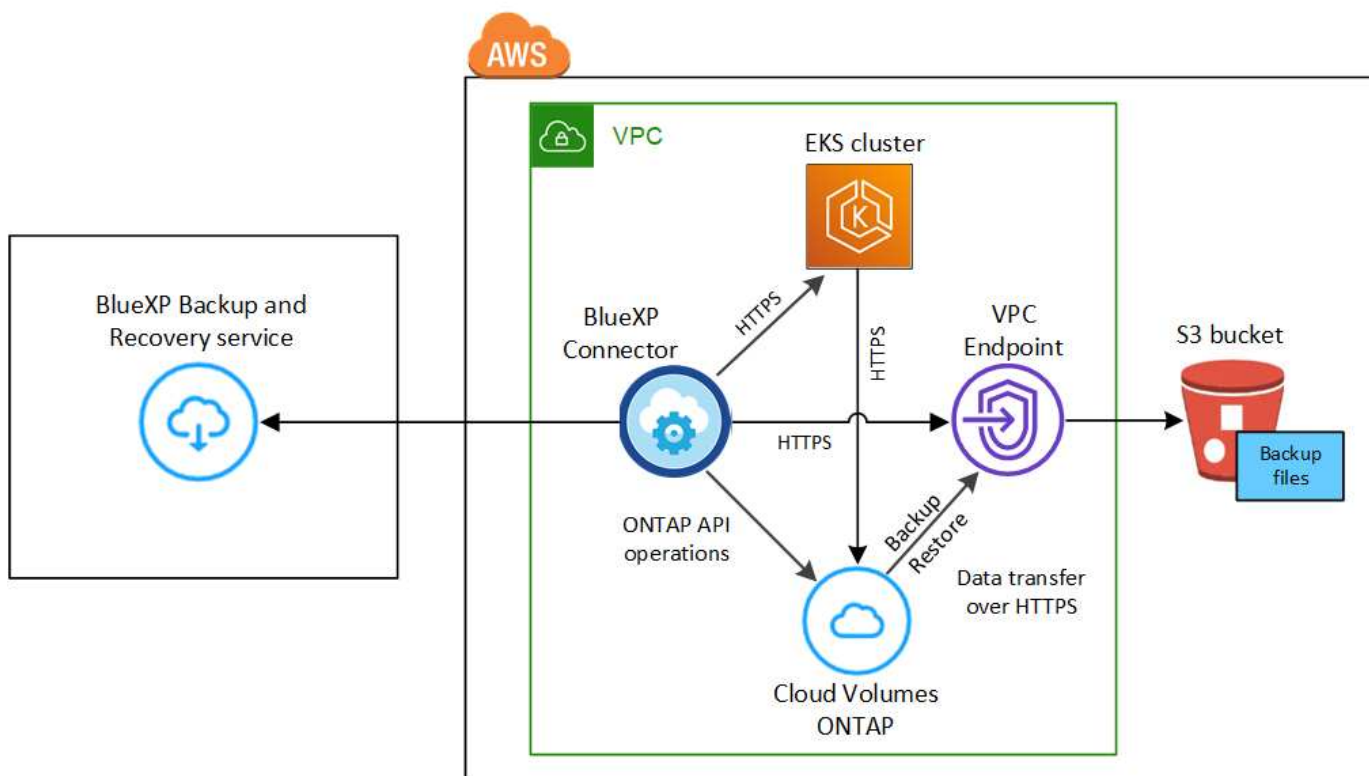 AWS
VPC
EKS cluster
BlueXP Backup and
Recovery service
BlueXP
Connector
HTTPS
HTTPS
VPC
Endpoint
S3 bucket
HTTPS
Backup
files
ONTAP API
operations
Backup
Restore
Data transfer
over HTTPS
Cloud Volumes
ONTAP
K